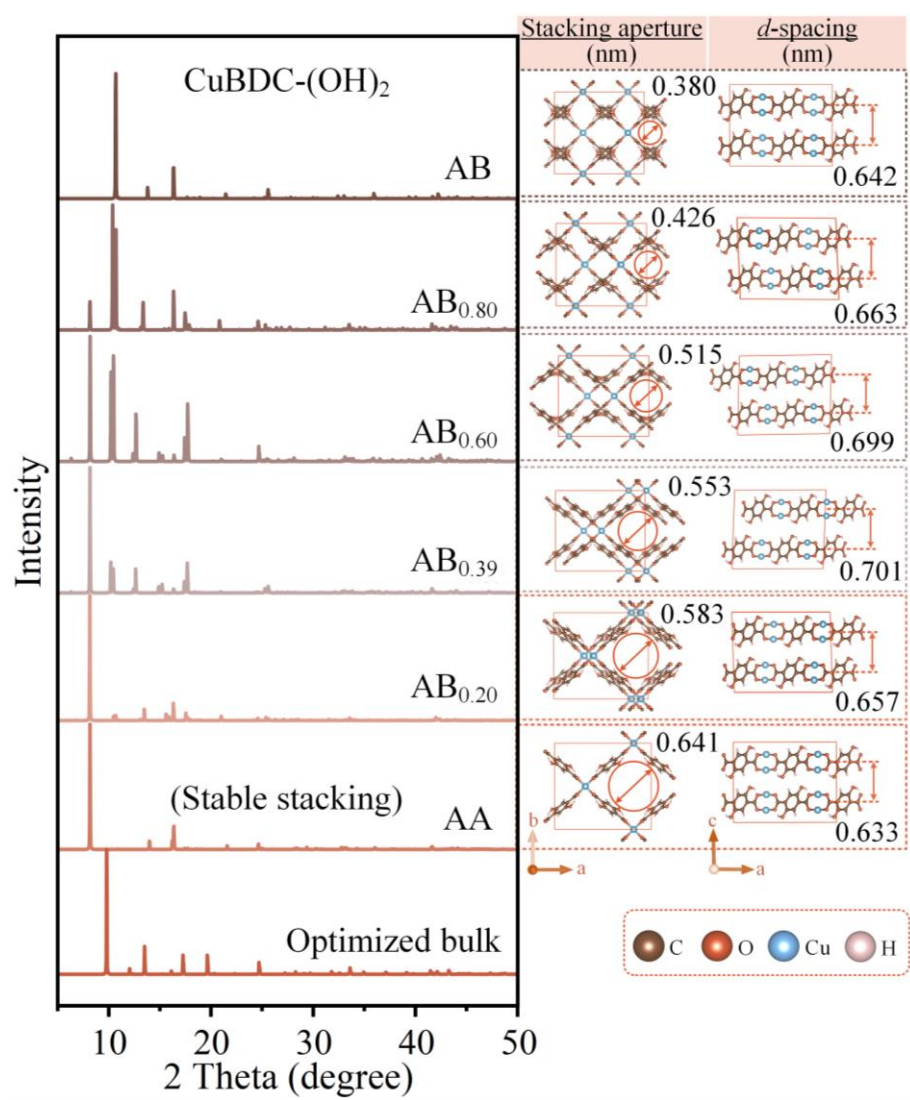 Stacking aperture
(nm)
d-spacing
(nm)
CuBDC-(OH)₂
AB
0.380
0.642
AB₀.₈₀
0.426
0.663
AB₀.₆₀
0.515
0.699
AB₀.₃₉
0.553
0.701
AB₀.₂₀
0.583
0.657
(Stable stacking)
AA
0.641
0.633
b
a
c
a
Optimized bulk
C
O
Cu
H
Intensity
10
20
30
40
50
2 Theta (degree)